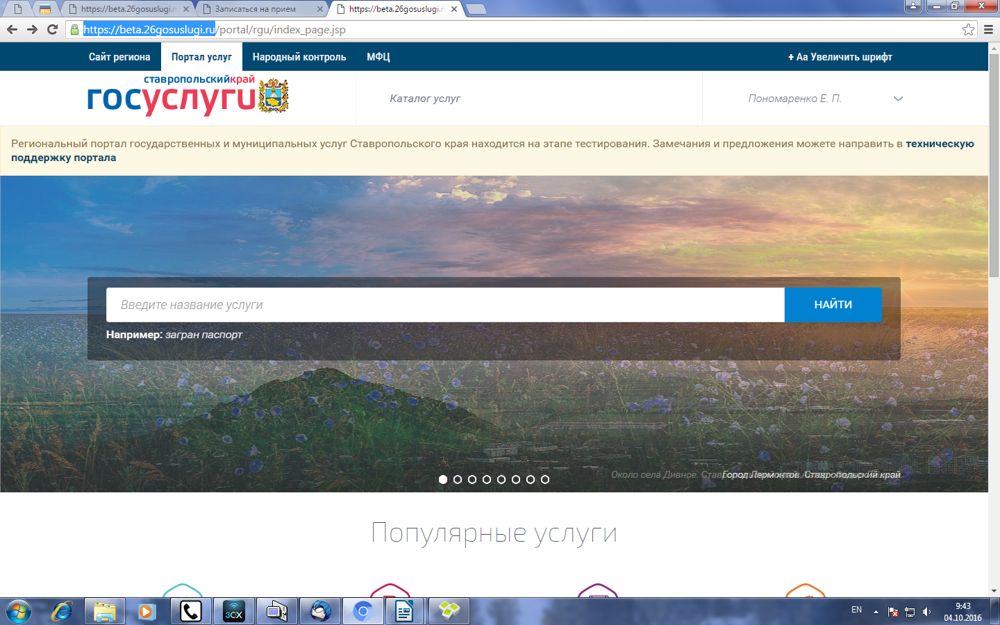 https://beta.26gosuslugi.r
Записаться на прием
https://beta.26gosuslugi.r
https://beta.26gosuslugi.ru/portal/rgu/index_page.jsp
Сайт региона
Портал услуг
Народный контроль
МФЦ
+ Аа Увеличить шрифт
ставропольскийкрай
госуслуги
Каталог услуг
Пономаренко Е. П.
Региональный портал государственных и муниципальных услуг Ставропольского края находится на этапе тестирования. Замечания и предложения можете направить в техническую
поддержку портала
Введите название услуги
НАЙТИ
Например: загран паспорт
Около села Дивное.
Город Лермонтов. Ставропольский край
Популярные услуги
3CX
EN
9:43
04.10.2016